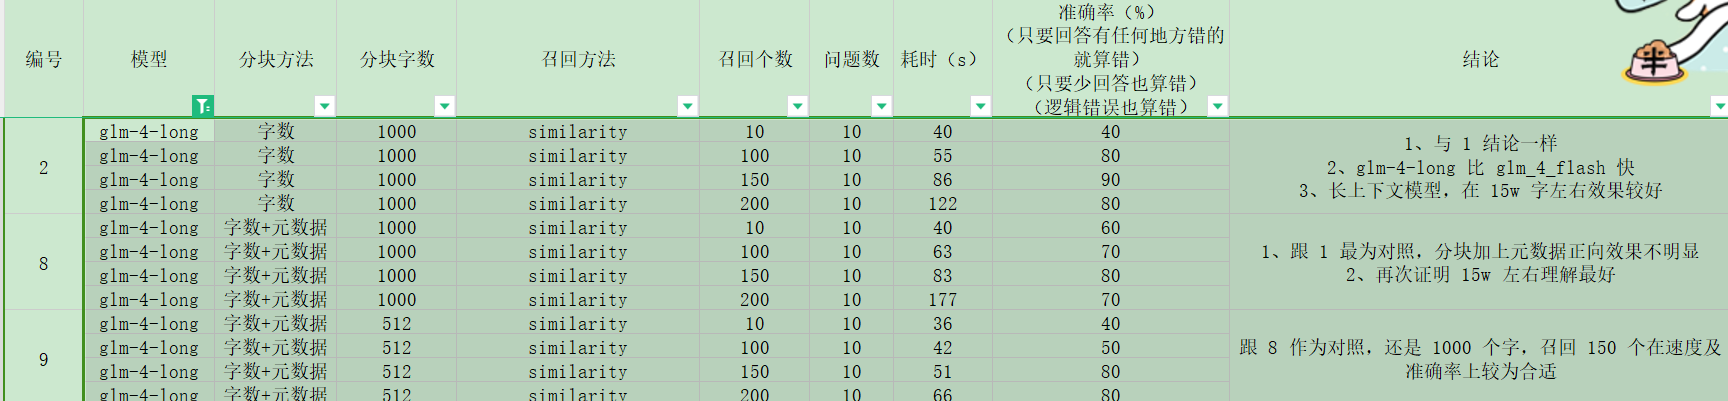 编号 模型 分块方法 分块字数 召回方法 召回个数 问题数 耗时（s） 准确率（%）
（只要回答有任何地方错的
就算错）
（只要少回答也算错）
（逻辑错误也算错） 结论
2 glm-4-long 字数 1000 similarity 10 10 40 40
glm-4-long 字数 1000 similarity 100 10 55 80
glm-4-long 字数 1000 similarity 150 10 86 90
glm-4-long 字数 1000 similarity 200 10 122 80
1、与 1 结论一样
2、glm-4-long 比 glm_4_flash 快
3、长上下文模型，在 15w 字左右效果较好
8 glm-4-long 字数+元数据 1000 similarity 10 10 40 60
glm-4-long 字数+元数据 1000 similarity 100 10 63 70
glm-4-long 字数+元数据 1000 similarity 150 10 83 80
glm-4-long 字数+元数据 1000 similarity 200 10 177 70
1、跟 1 最为对照，分块加上元数据正向效果不明显
2、再次证明 15w 左右理解最好
9 glm-4-long 字数+元数据 512 similarity 10 10 36 40
glm-4-long 字数+元数据 512 similarity 100 10 42 50
glm-4-long 字数+元数据 512 similarity 150 10 51 80
glm-4-long 字数+元数据 512 similarity 200 10 66 80
跟 8 作为对照，还是 1000 个字，召回 150 个在速度及
准确率上较为合适
半